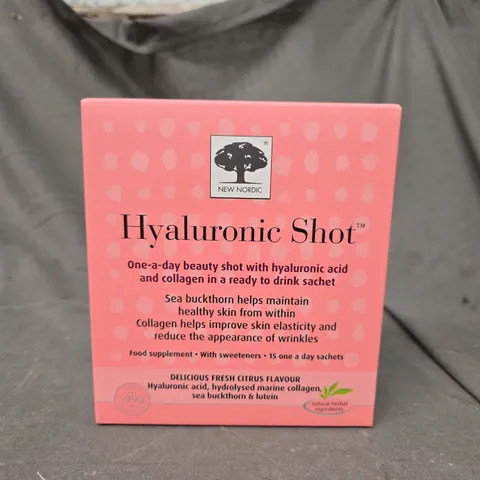 ®
NEW NORDIC
Hyaluronic Shot™
One-a-day beauty shot with hyaluronic acid
and collagen in a ready to drink sachet
Sea buckthorn helps maintain
healthy skin from within
Collagen helps improve skin elasticity and
reduce the appearance of wrinkles
Food supplement • With sweeteners • 15 one a day sachets
DELICIOUS FRESH CITRUS FLAVOUR
Hyaluronic acid, hydrolysed marine collagen,
sea buckthorn & lutein
1990
natural herbal
ingredients